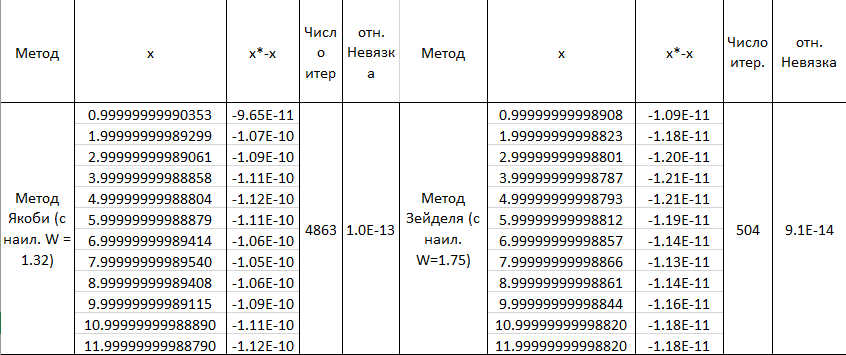 Метод
x
x*-x
Числ
о
итер
отн.
Невязк
а
Метод
x
x*-x
Число
итер.
отн.
Невязка
Метод
Якоби (с
наил. W =
1.32)
0.99999999990353 -9.65E-11
1.99999999989299 -1.07E-10
2.99999999989061 -1.09E-10
3.99999999988858 -1.11E-10
4.99999999988804 -1.12E-10
5.99999999988879 -1.11E-10
6.99999999989414 -1.06E-10
7.99999999989540 -1.05E-10
8.99999999989408 -1.06E-10
9.99999999989115 -1.09E-10
10.99999999988890 -1.11E-10
11.99999999988790 -1.12E-10
4863
1.0E-13
Метод
Зейделя (с
наил.
W=1.75)
0.99999999998908 -1.09E-11
1.99999999998823 -1.18E-11
2.99999999998801 -1.20E-11
3.99999999998787 -1.21E-11
4.99999999998793 -1.21E-11
5.99999999998812 -1.19E-11
6.99999999998857 -1.14E-11
7.99999999998866 -1.13E-11
8.99999999998861 -1.14E-11
9.99999999998844 -1.16E-11
10.99999999998820 -1.18E-11
11.99999999998820 -1.18E-11
504
9.1E-14